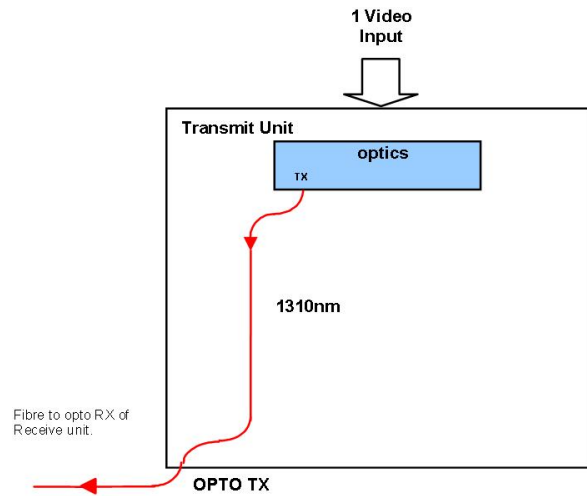 1 Video
Input
Transmit Unit
optics
TX
1310nm
Fibre to opto RX of
Receive unit.
OPTO TX